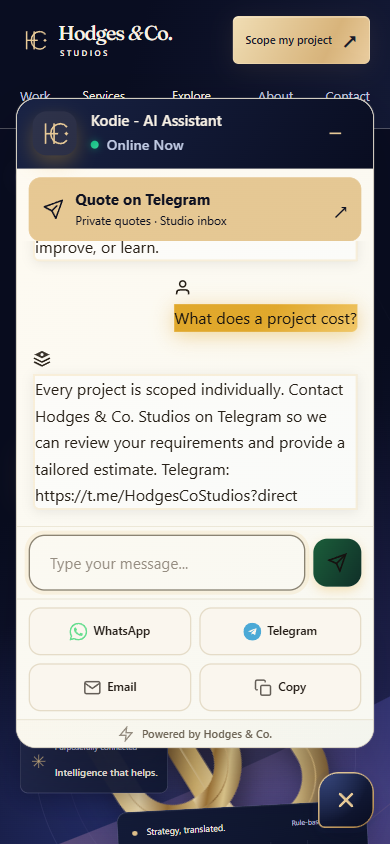 Hodges & Co.
STUDIOS
Scope my project ↗
Work Services Explore About Contact
Kodie - AI Assistant
Online Now
Quote on Telegram
Private quotes · Studio inbox ↗
improve, or learn.
What does a project cost?
Every project is scoped individually. Contact
Hodges & Co. Studios on Telegram so we
can review your requirements and provide a
tailored estimate. Telegram:
https://t.me/HodgesCoStudios?direct
Type your message...
WhatsApp
Telegram
Email
Copy
Powered by Hodges & Co.
Purposefully connected
Intelligence that helps.
Strategy, translated.